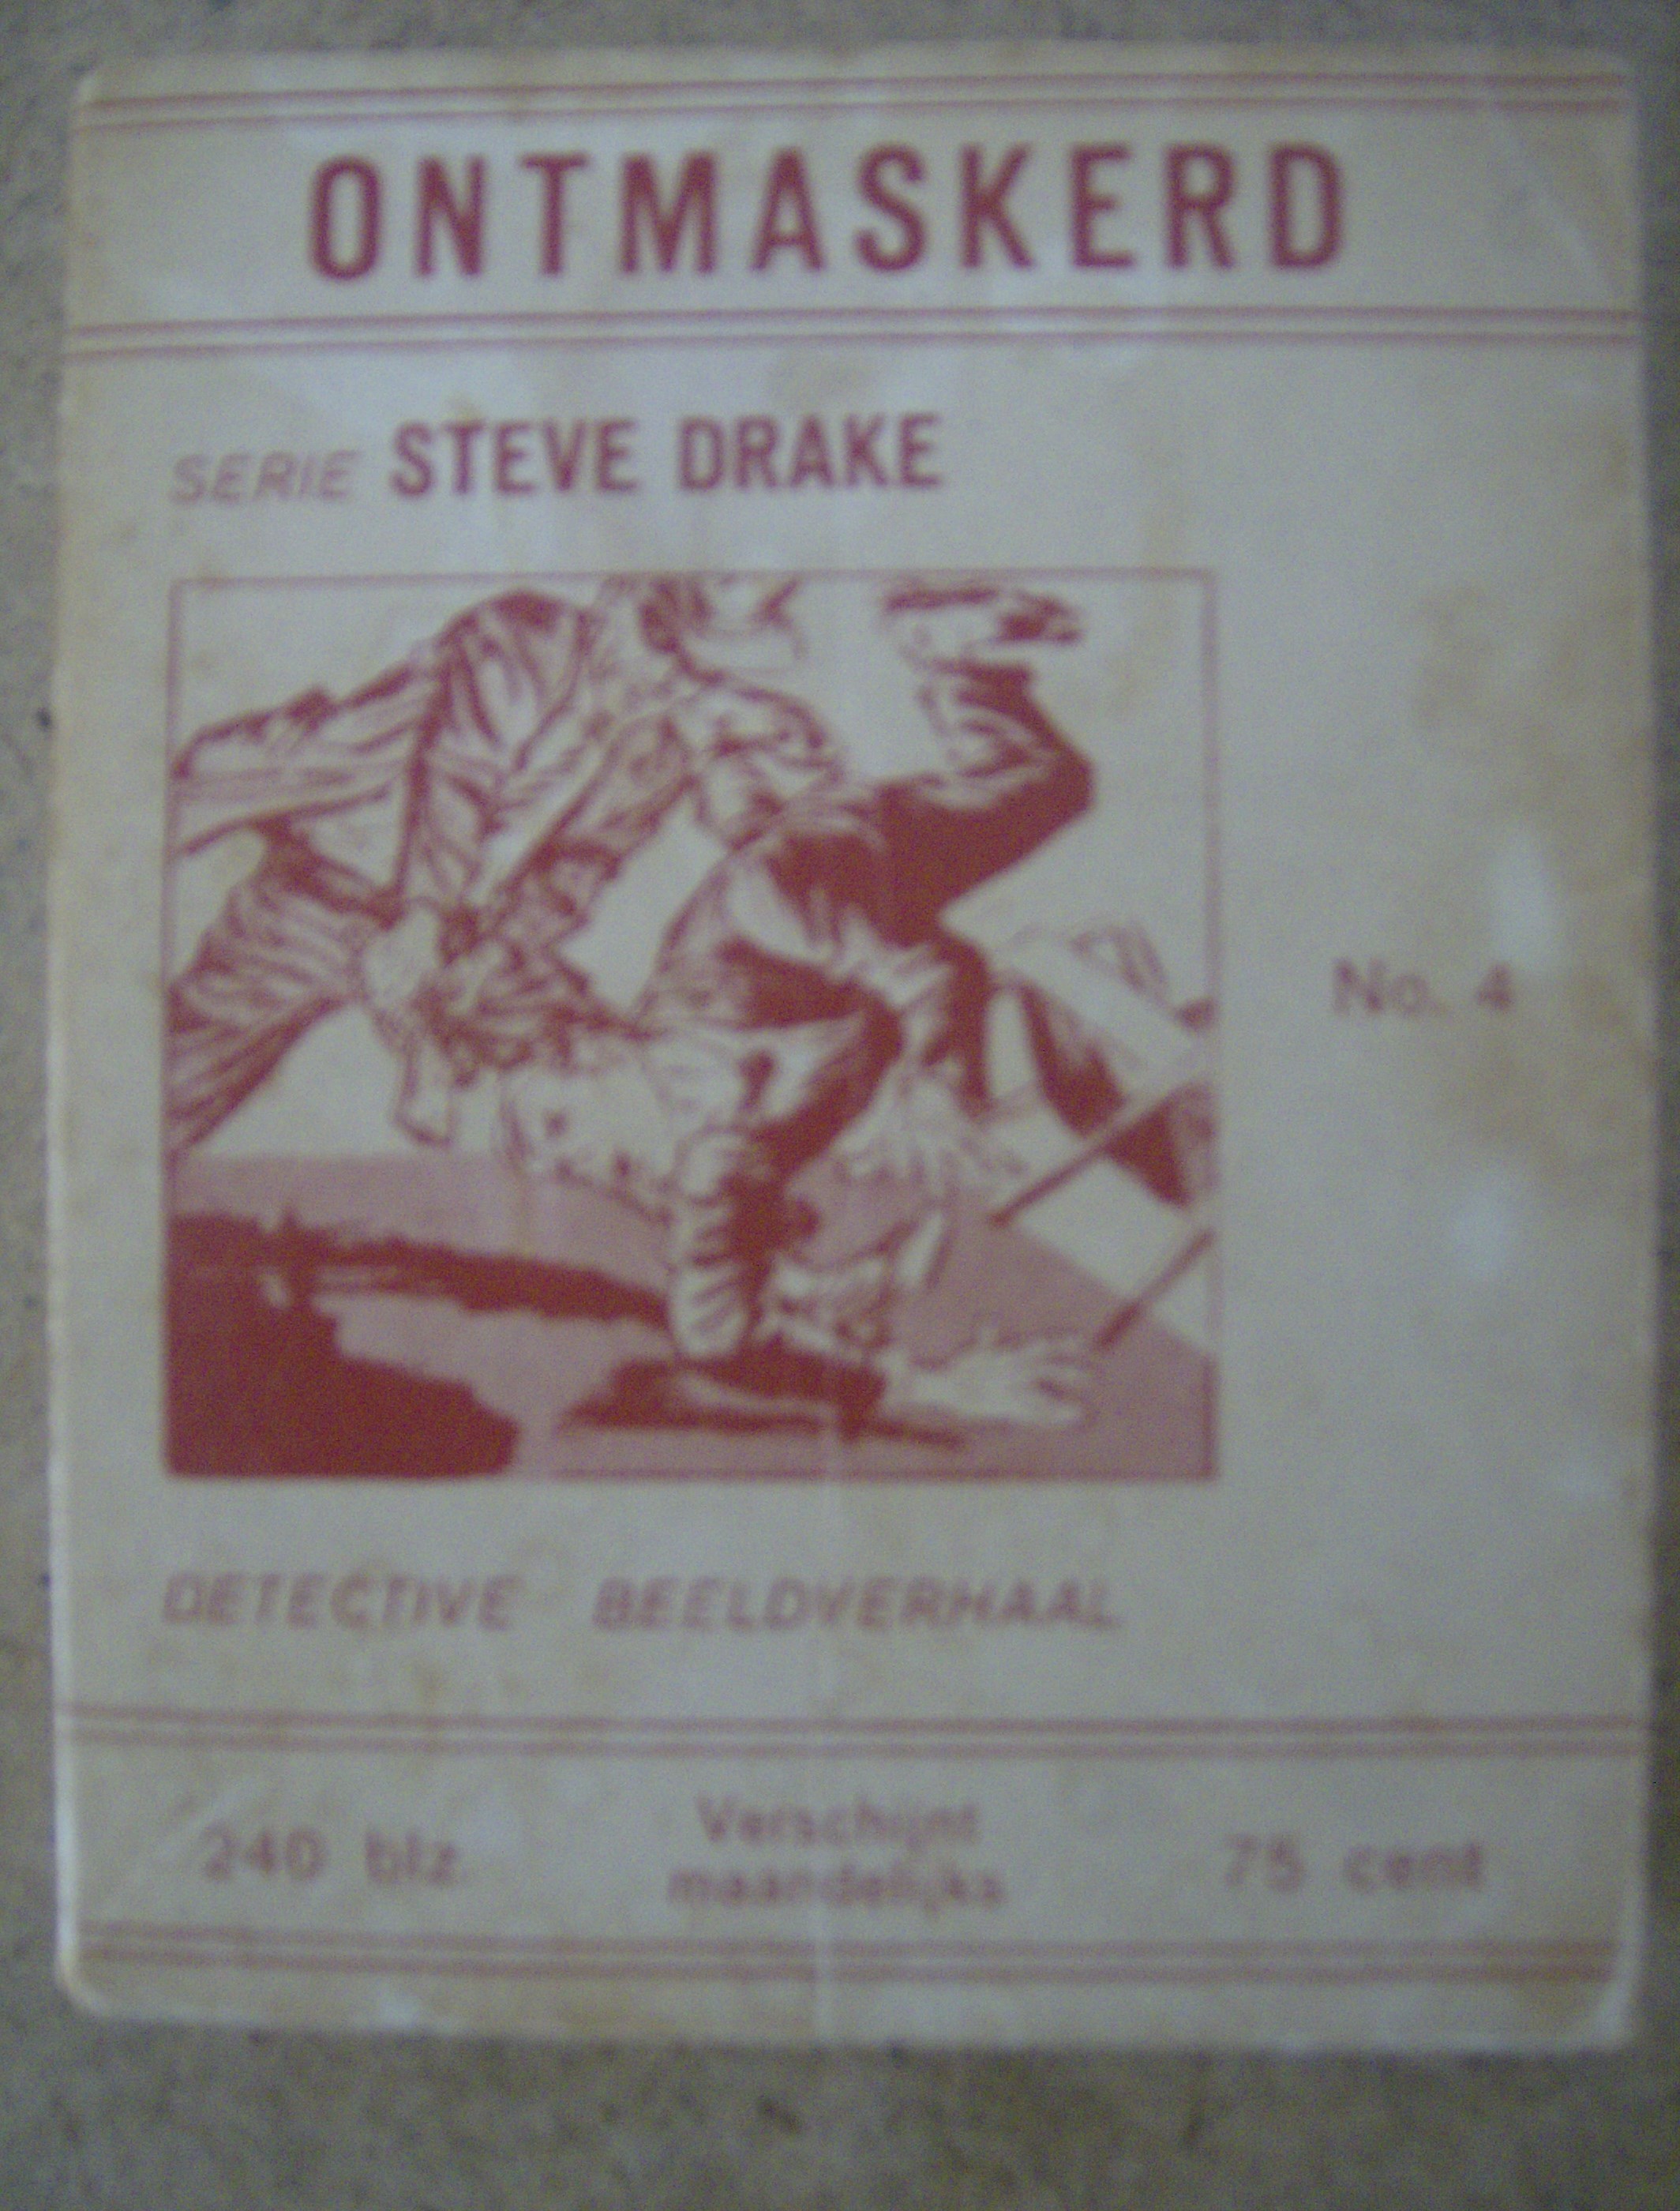 ONTMASKERD
SERIE STEVE DRAKE
No. 4
DETECTIVE BEELDVERHAAL
240 blz.
Verschijnt
maandelijks
75 cent